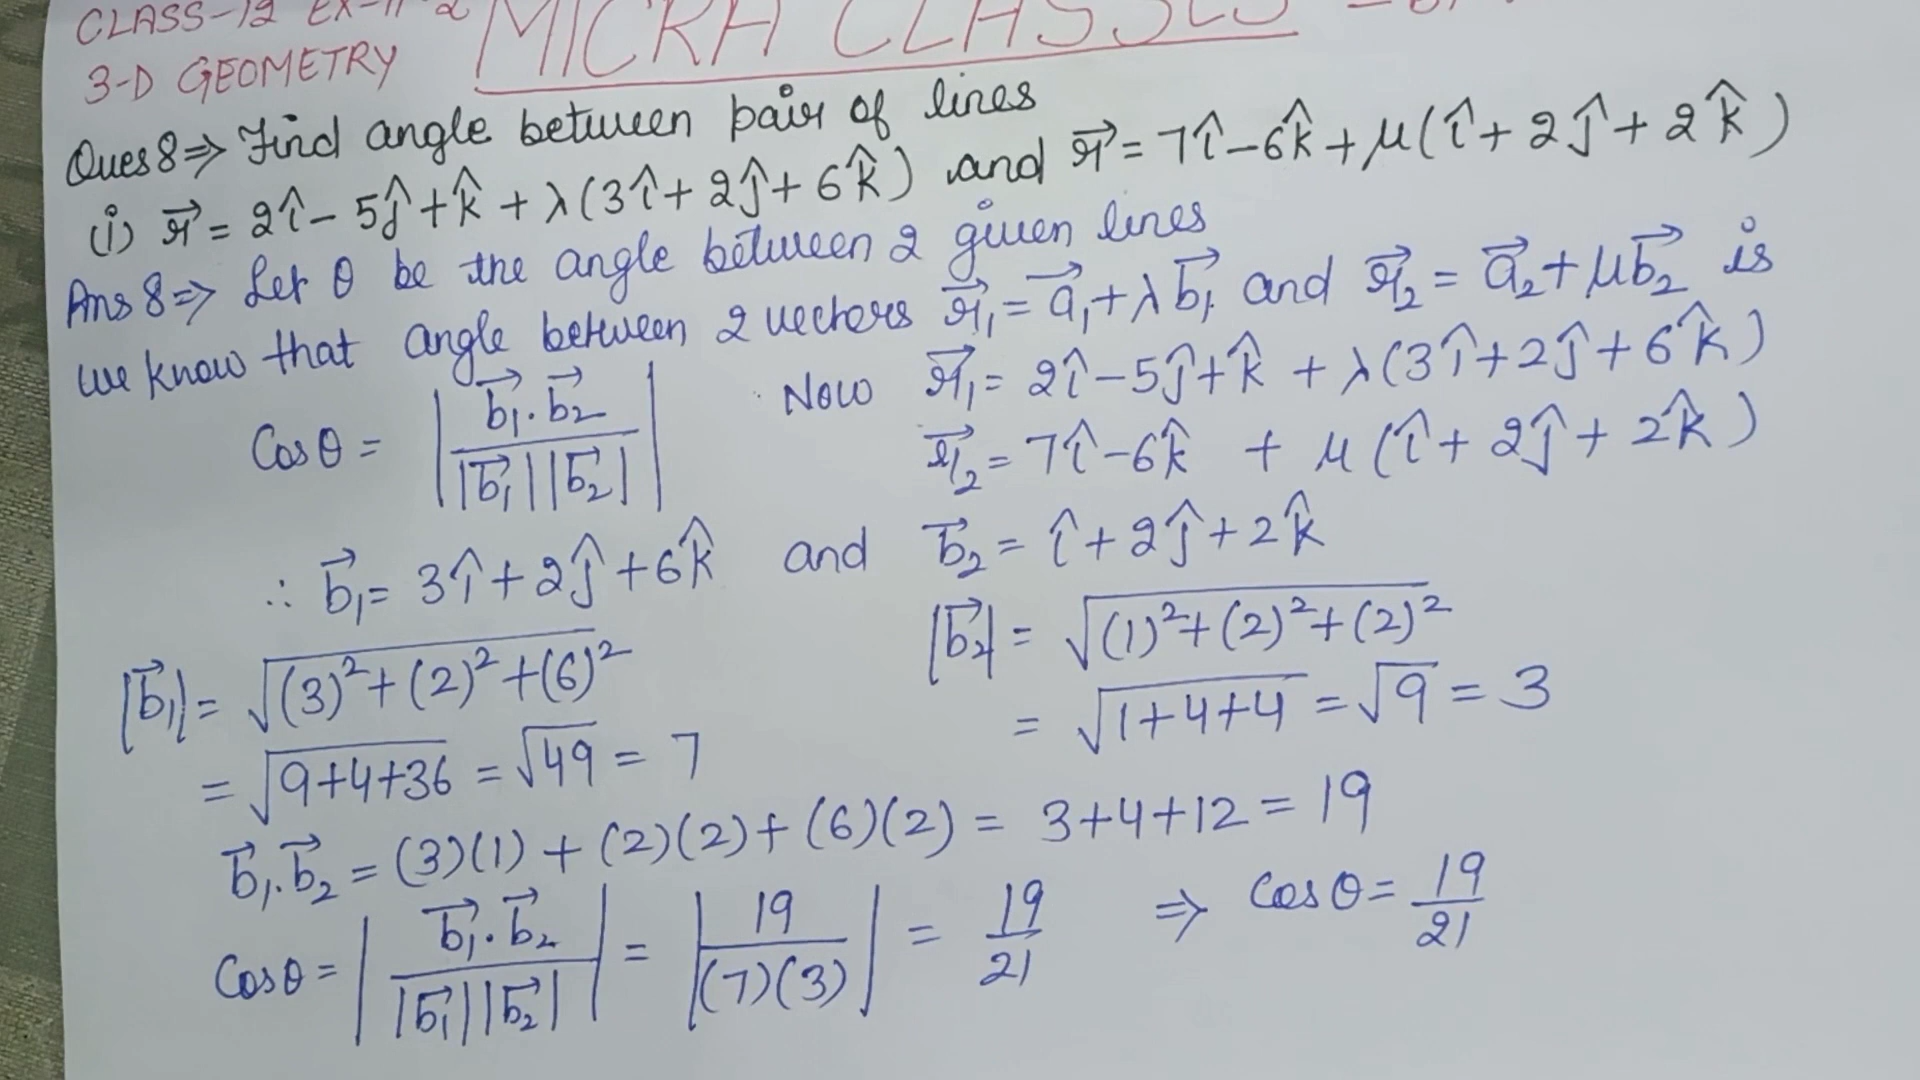 CLASS-12 EX-11.2
MICRA CLASSES
3-D GEOMETRY
Ques 8⇒ Find angle between pair of lines
(i) r⃗ = 2î - 5ĵ + k̂ + λ(3î + 2ĵ + 6k̂) and r⃗ = 7î - 6k̂ + μ(î + 2ĵ + 2k̂)
Ans 8⇒ Let θ be the angle between 2 given lines
we know that angle between 2 vectors r⃗₁ = a⃗₁ + λb⃗₁ and r⃗₂ = a⃗₂ + μb⃗₂ is
Cosθ = | b⃗₁.b⃗₂ / |b⃗₁||b⃗₂| |
Now r⃗₁ = 2î - 5ĵ + k̂ + λ(3î + 2ĵ + 6k̂)
r⃗₂ = 7î - 6k̂ + μ(î + 2ĵ + 2k̂)
∴ b⃗₁ = 3î + 2ĵ + 6k̂ and b⃗₂ = î + 2ĵ + 2k̂
|b⃗₁| = √(3)² + (2)² + (6)²
= √9+4+36 = √49 = 7
|b⃗₂| = √(1)² + (2)² + (2)²
= √1+4+4 = √9 = 3
b⃗₁.b⃗₂ = (3)(1) + (2)(2) + (6)(2) = 3+4+12 = 19
Cosθ = | b⃗₁.b⃗₂ / |b⃗₁||b⃗₂| | = | 19 / (7)(3) | = 19/21 ⇒ Cosθ = 19/21